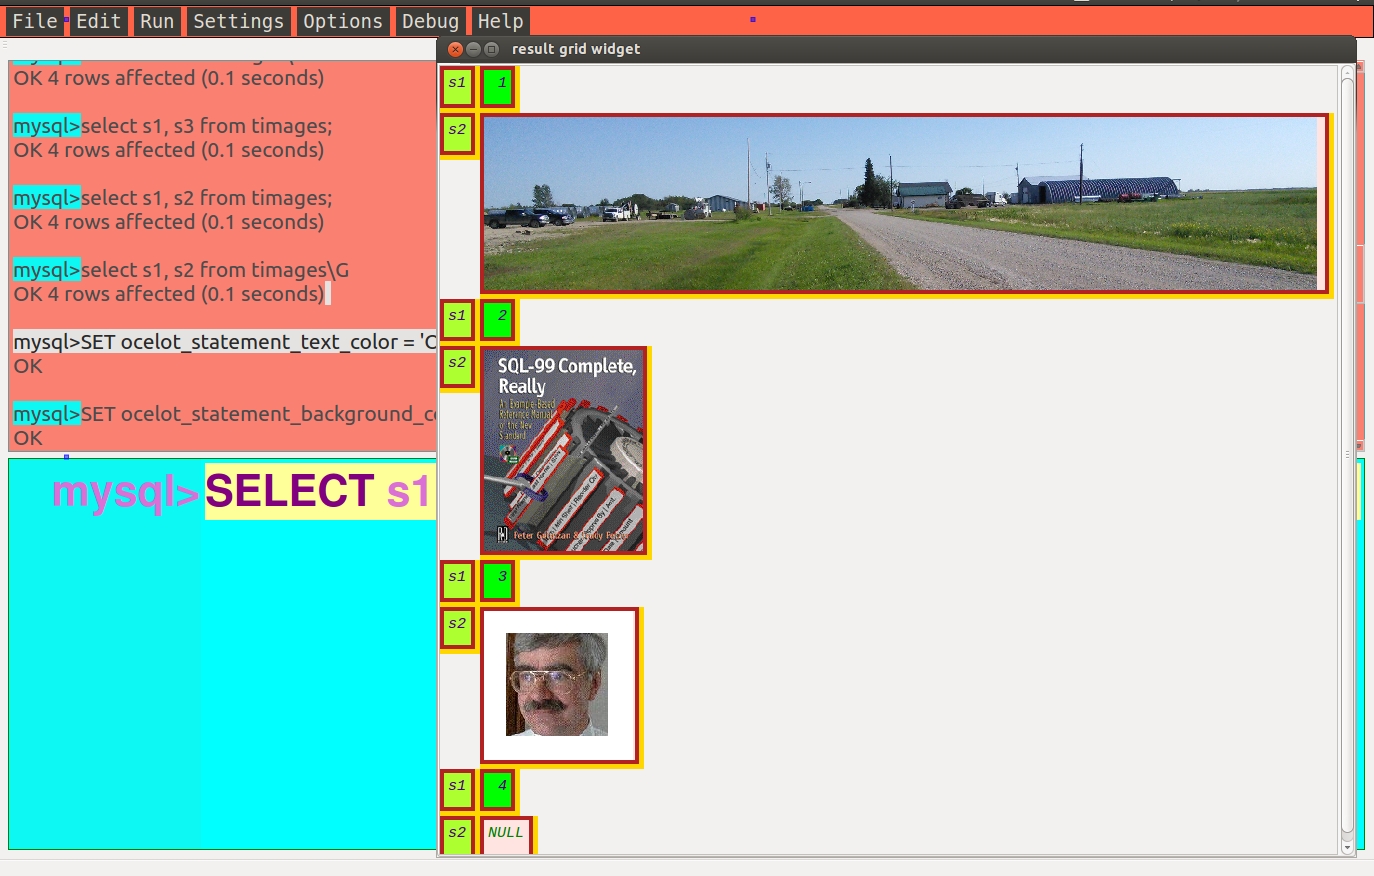 File Edit Run Settings Options Debug Help
result grid widget
OK 4 rows affected (0.1 seconds)
mysql>select s1, s3 from timages;
OK 4 rows affected (0.1 seconds)
mysql>select s1, s2 from timages;
OK 4 rows affected (0.1 seconds)
mysql>select s1, s2 from timages\G
OK 4 rows affected (0.1 seconds)
mysql>SET ocelot_statement_text_color = '
OK
mysql>SET ocelot_statement_background_c
OK
mysql>SELECT s1
s1 1
s2
s1 2
s2
SQL-99 Complete,
Really
An Example-Based
Reference Manual
of the New
Standard
s1 3
s2
s1 4
s2 NULL